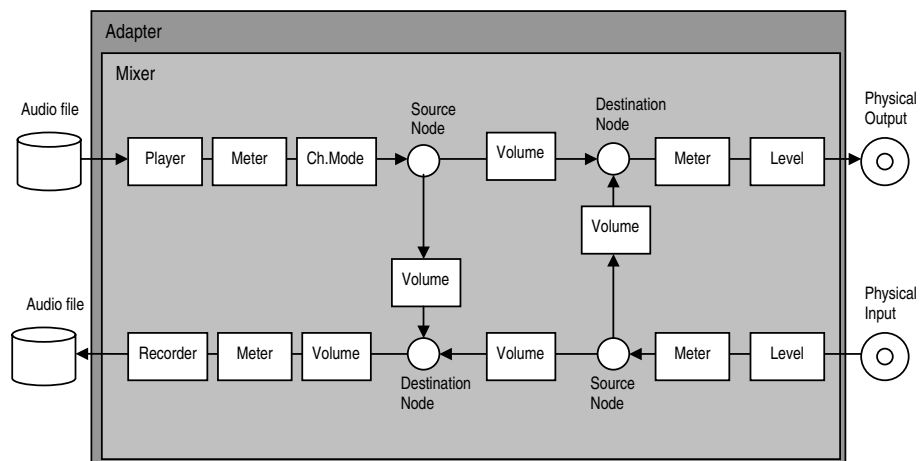 Adapter
Mixer
Audio file
Source
Node
Destination
Node
Physical
Output
Player
Meter
Ch.Mode
Volume
Meter
Level
Volume
Volume
Audio file
Physical
Input
Recorder
Meter
Volume
Volume
Meter
Level
Destination
Node
Source
Node